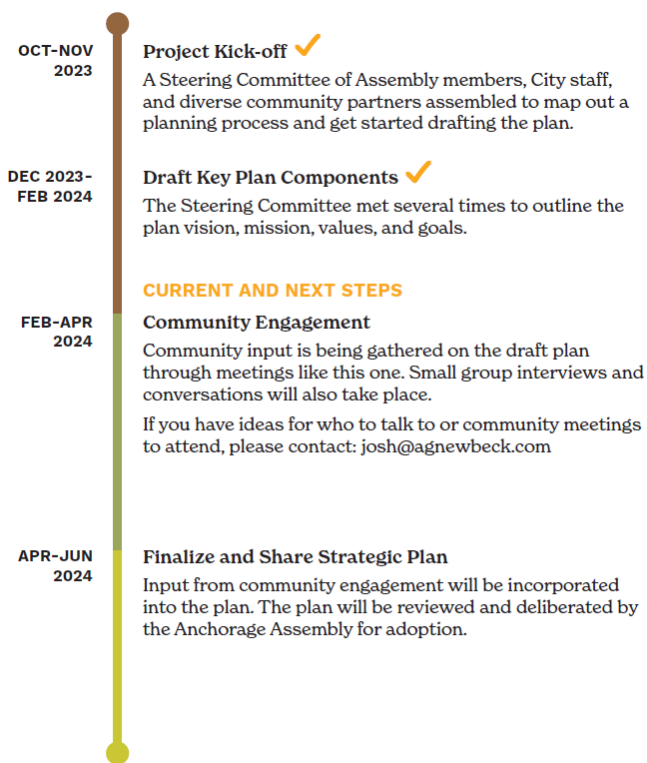 OCT-NOV
2023
Project Kick-off
A Steering Committee of Assembly members, City staff,
and diverse community partners assembled to map out a
planning process and get started drafting the plan.
DEC 2023-
FEB 2024
Draft Key Plan Components
The Steering Committee met several times to outline the
plan vision, mission, values, and goals.
CURRENT AND NEXT STEPS
FEB-APR
2024
Community Engagement
Community input is being gathered on the draft plan
through meetings like this one. Small group interviews and
conversations will also take place.
If you have ideas for who to talk to or community meetings
to attend, please contact: josh@agnewbeck.com
APR-JUN
2024
Finalize and Share Strategic Plan
Input from community engagement will be incorporated
into the plan. The plan will be reviewed and deliberated by
the Anchorage Assembly for adoption.